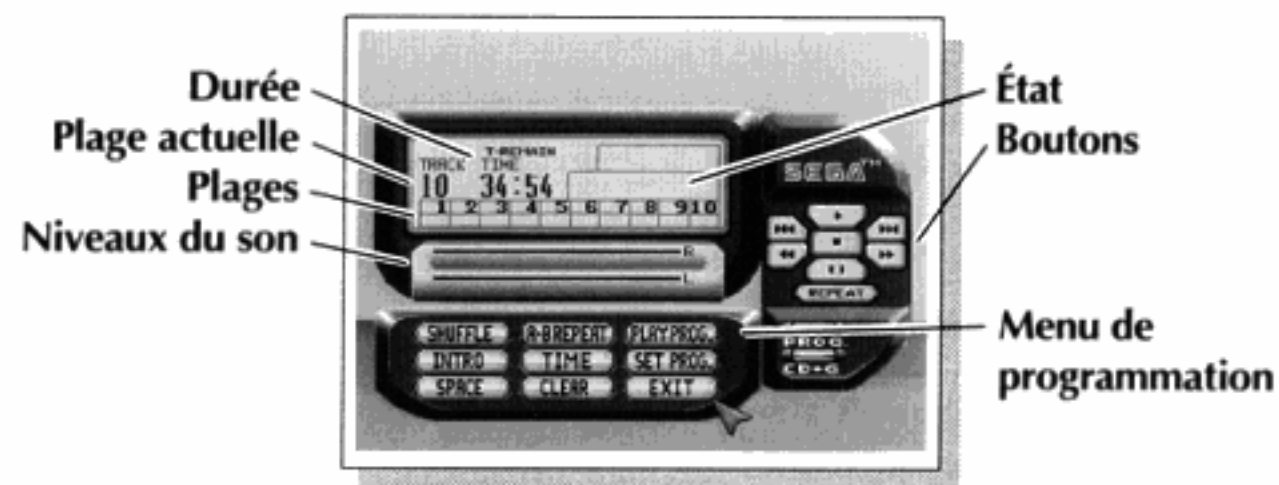 Durée
Plage actuelle
Plages
Niveaux du son
État
Boutons
Menu de
programmation
T-REMAIN
TRACK TIME
10 34:54
1 2 3 4 5 6 7 8 9 10
R
L
SEGA™
REPEAT
SHUFFLE A-B REPEAT PLAY PROG.
INTRO TIME SET PROG.
SPACE CLEAR EXIT
PROG.
CD+G